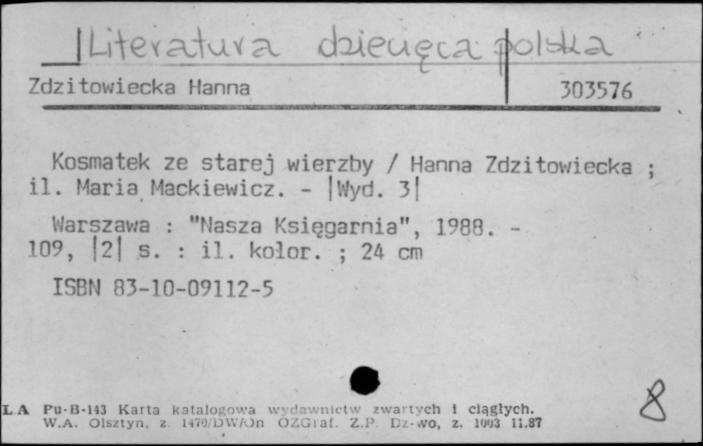 Literatura dziecięca polska
Zdzitowiecka Hanna 303576
Kosmatek ze starej wierzby / Hanna Zdzitowiecka ;
il. Maria Mackiewicz. - |Wyd. 3|
Warszawa : "Nasza Księgarnia", 1988. -
109, |2| s. : il. kolor. ; 24 cm
ISBN 83-10-09112-5
8
LA Pu-B-143 Karta katalogowa wydawnictw zwartych i ciągłych.
W.A. Olsztyn, z. 1470/DW/On OZGraf. Z.P. Dz-wo, z. 1003 11.87